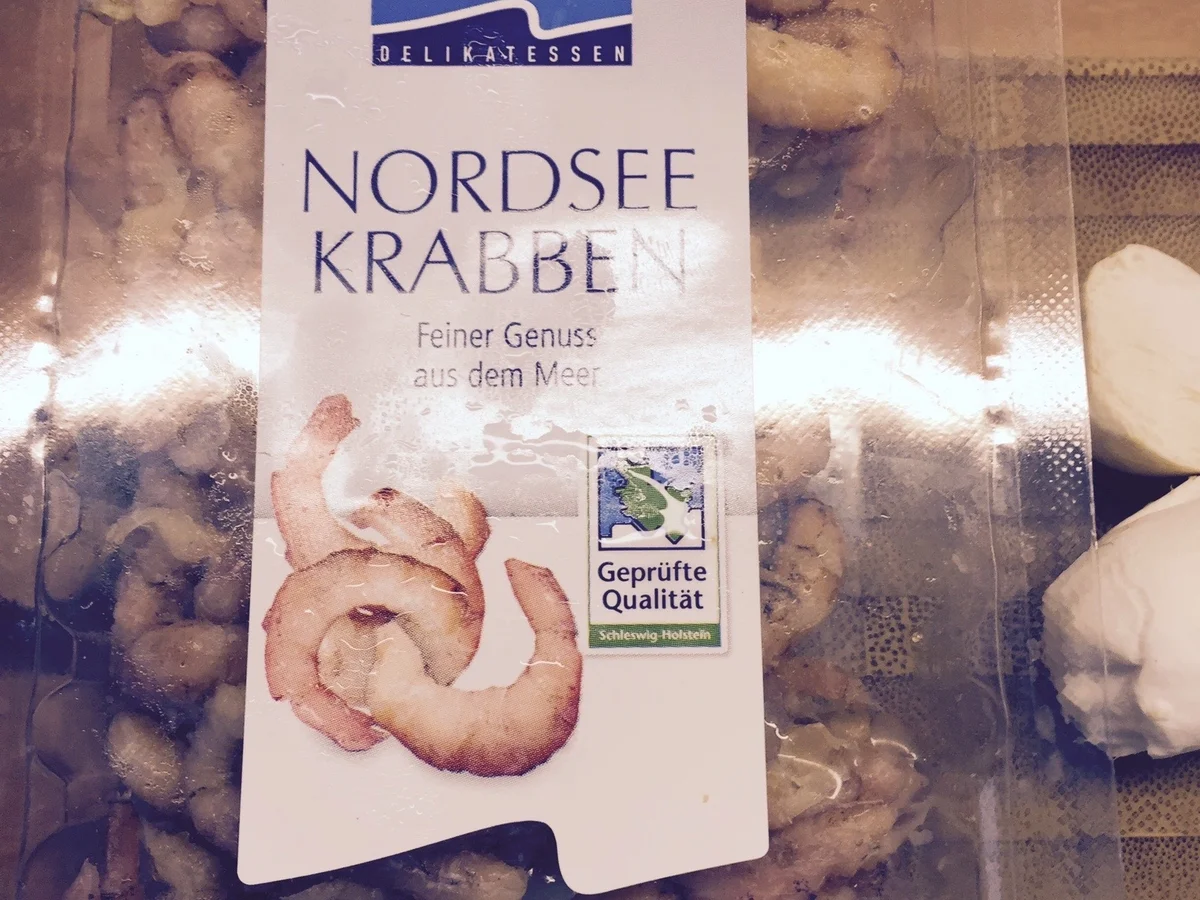 DELIKATESSEN
NORDSEE
KRABBEN
Feiner Genuss
aus dem Meer
Geprüfte
Qualität
Schleswig-Holstein